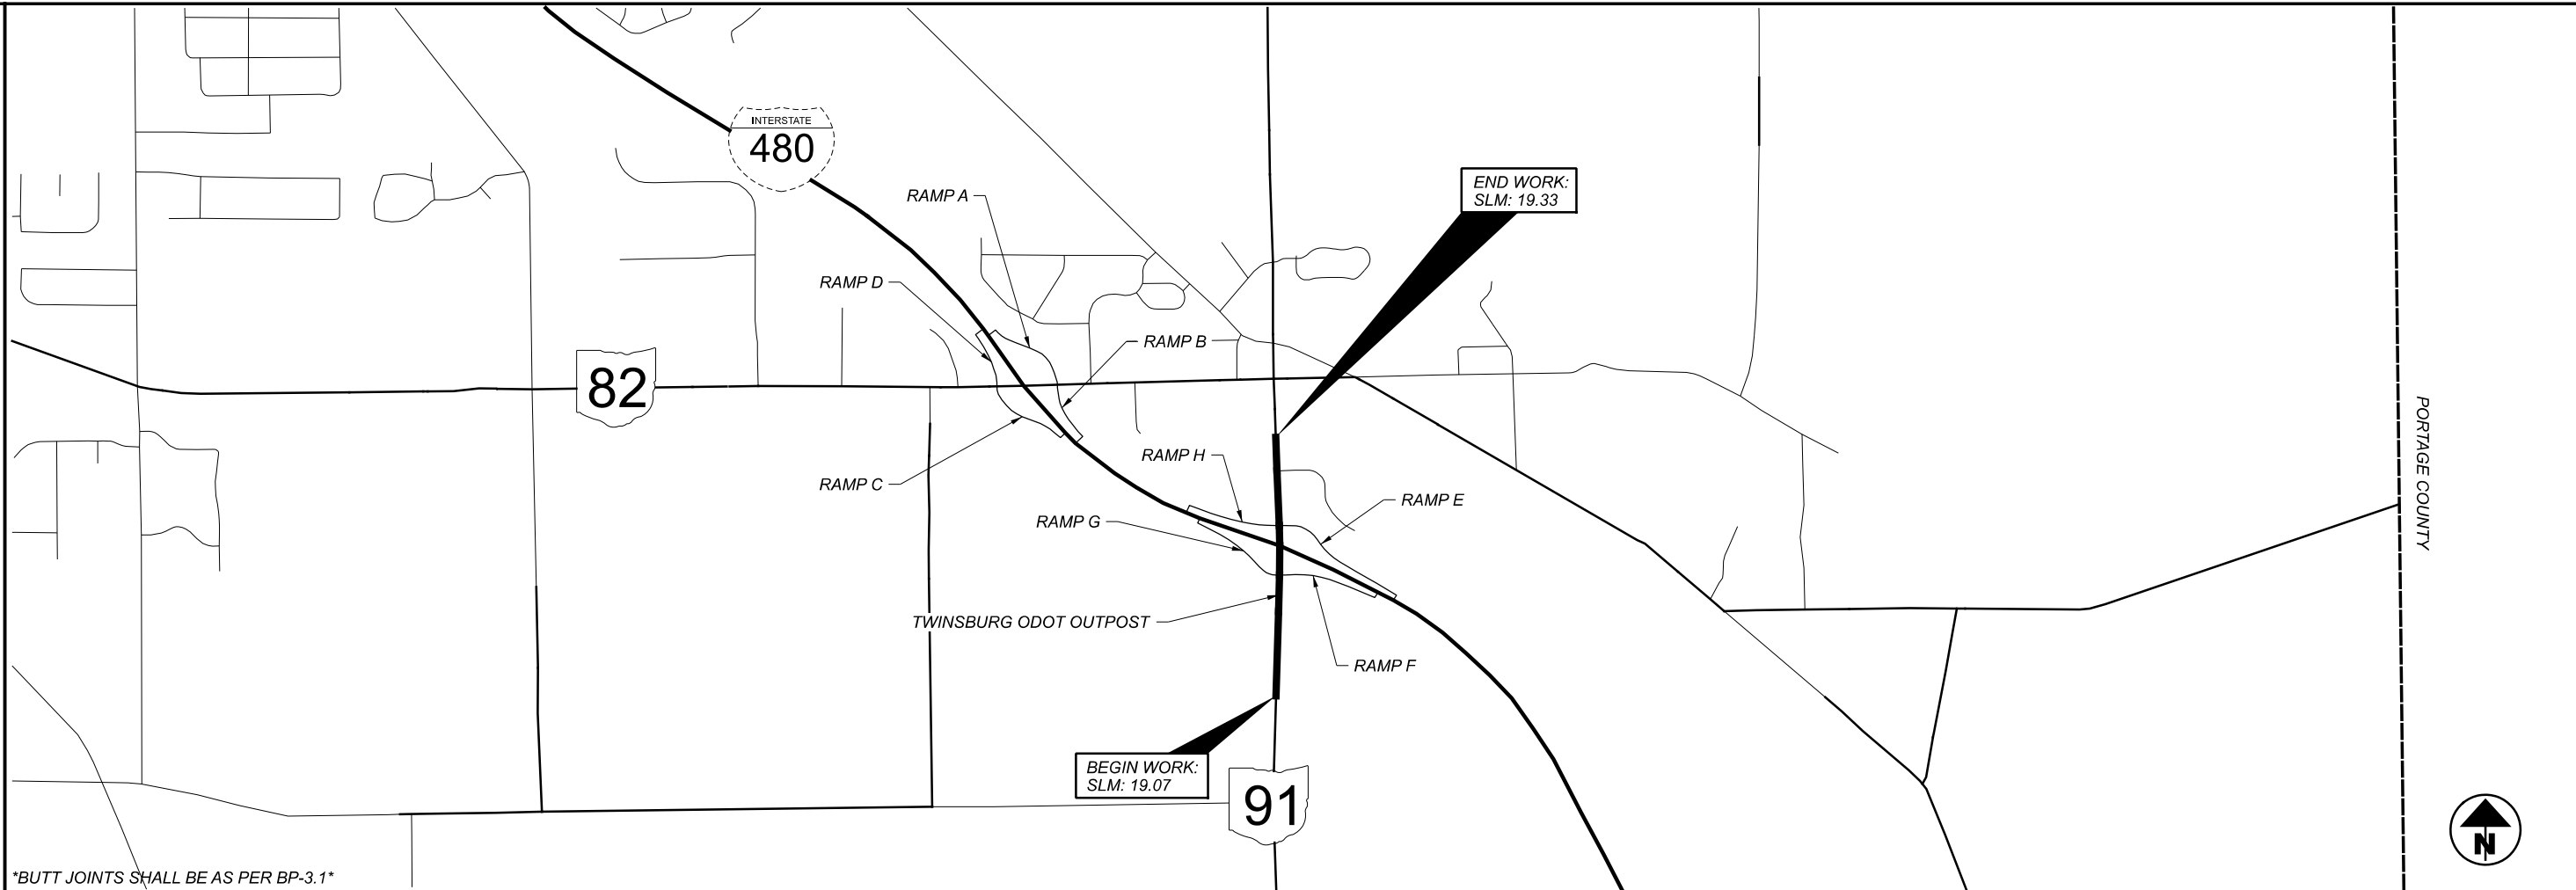 INTERSTATE
480
RAMP A
END WORK:
SLM: 19.33
RAMP D
RAMP B
82
RAMP H
RAMP C
RAMP E
RAMP G
PORTAGE COUNTY
TWINSBURG ODOT OUTPOST
RAMP F
BEGIN WORK:
SLM: 19.07
91
N
*BUTT JOINTS SHALL BE AS PER BP-3.1*